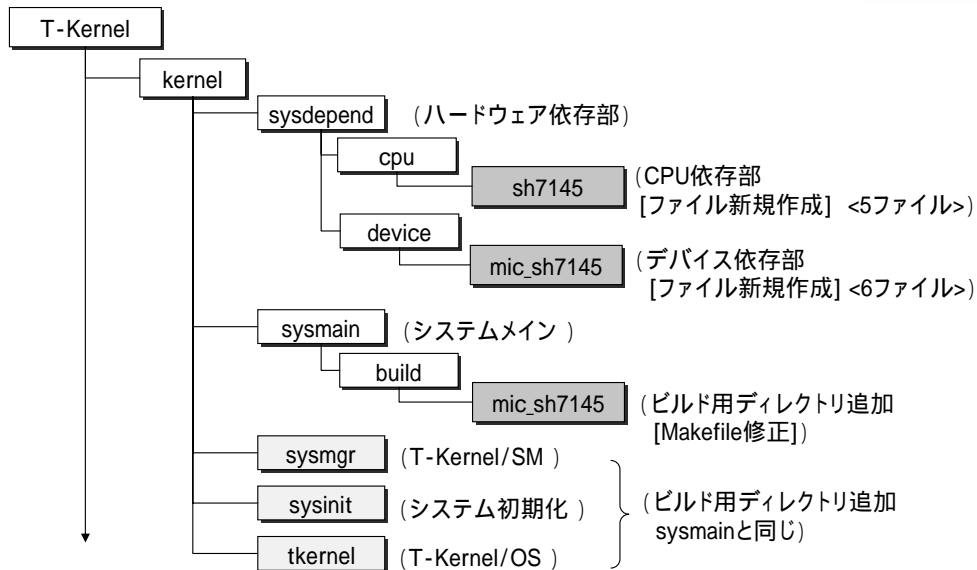 T-Kernel
kernel
sysdepend (ハードウェア依存部)
cpu
sh7145 (CPU依存部
[ファイル新規作成] <5ファイル>)
device
mic_sh7145 (デバイス依存部
[ファイル新規作成] <6ファイル>)
sysmain (システムメイン )
build
mic_sh7145 (ビルド用ディレクトリ追加
[Makefile修正])
sysmgr (T-Kernel/SM )
sysinit (システム初期化 ) (ビルド用ディレクトリ追加
sysmainと同じ)
tkernel (T-Kernel/OS )